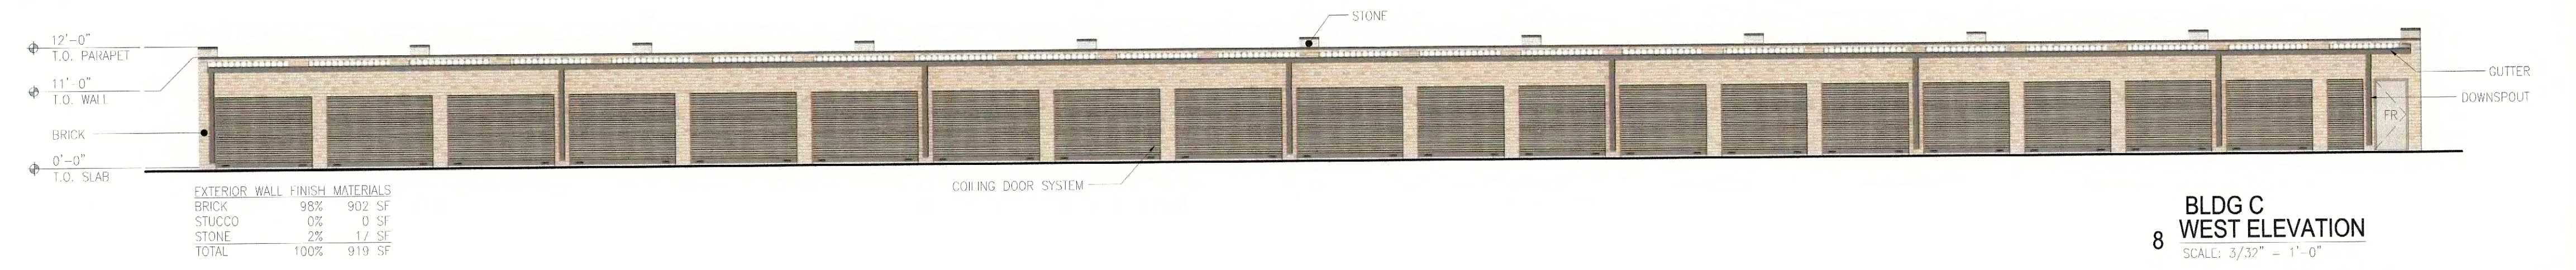 STONE
12'-0"
T.O. PARAPET
11'-0"
T.O. WALL
GUTTER
DOWNSPOUT
FR
BRICK
0'-0"
T.O. SLAB
COILING DOOR SYSTEM
EXTERIOR WALL FINISH MATERIALS
BRICK 98% 902 SF
STUCCO 0% 0 SF
STONE 2% 17 SF
TOTAL 100% 919 SF
BLDG C
8 WEST ELEVATION
SCALE: 3/32" = 1'-0"